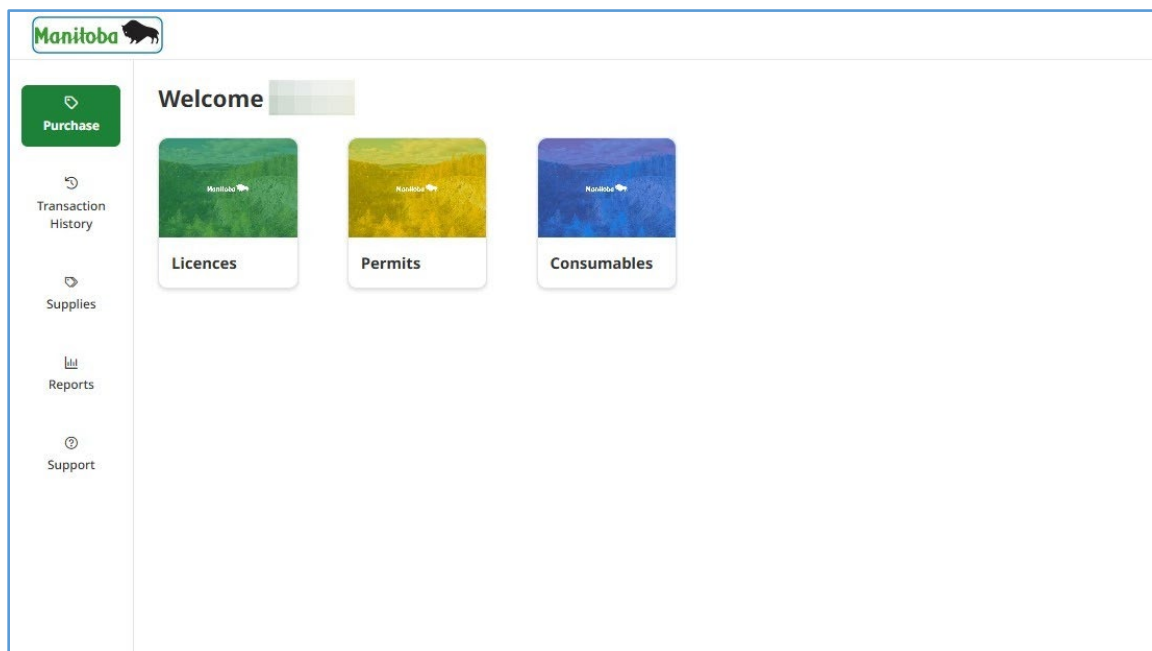 Manitoba
Purchase
Transaction
History
Supplies
Reports
Support
Welcome
Manitoba
Licences
Manitoba
Permits
Manitoba
Consumables